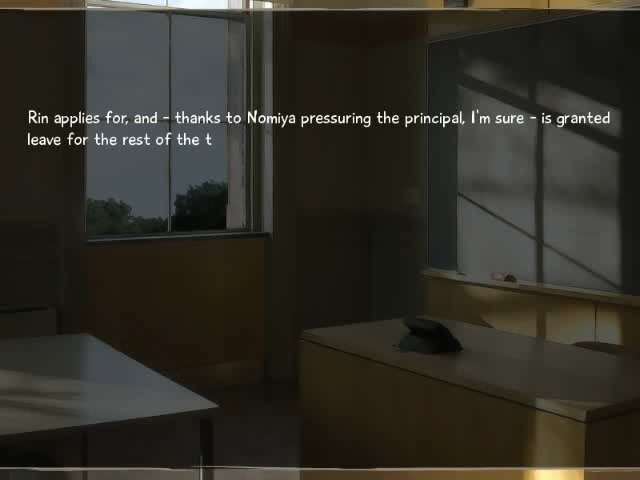 Rin applies for, and - thanks to Nomiya pressuring the principal, I'm sure - is granted
leave for the rest of the t